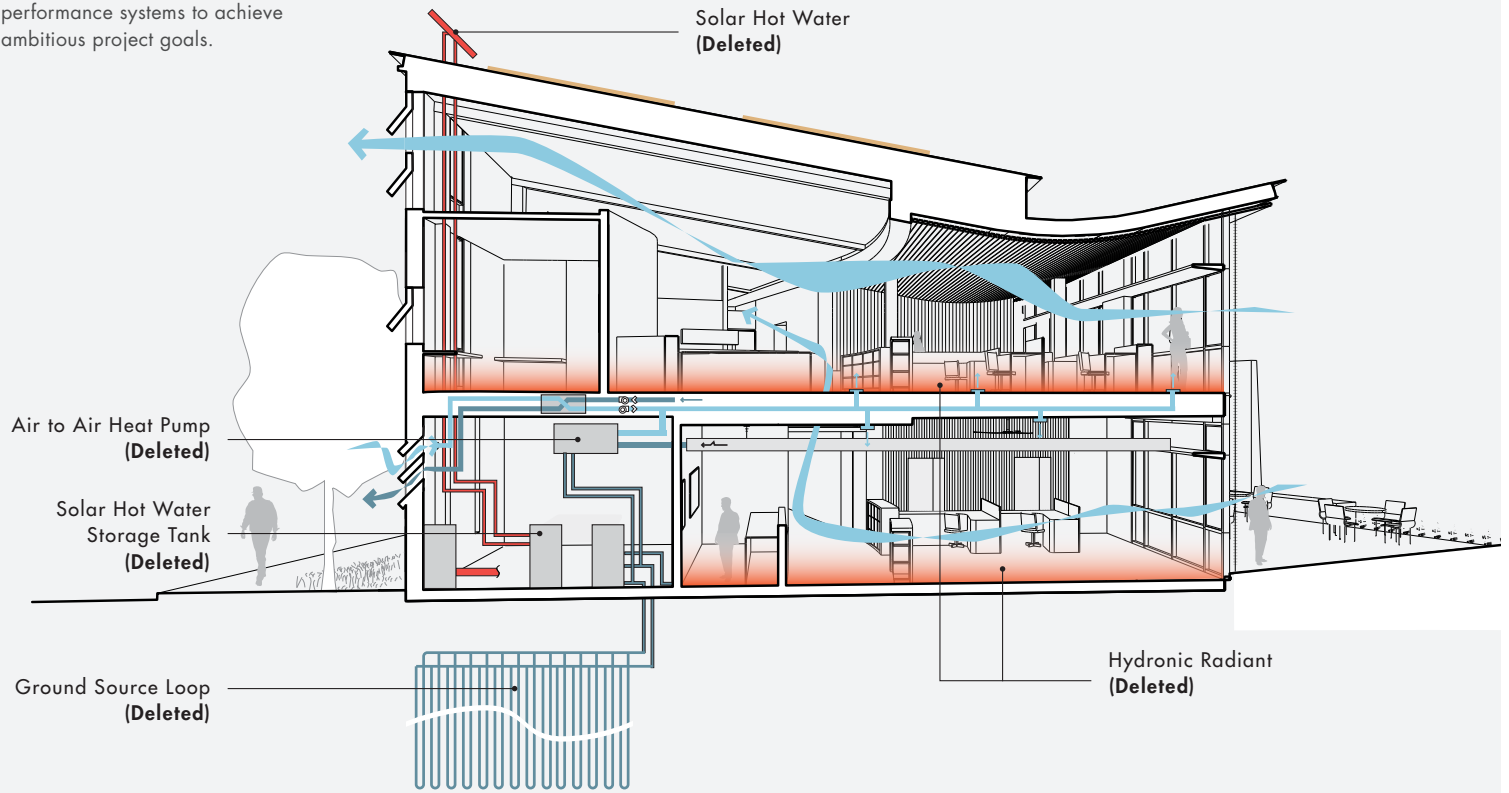 performance systems to achieve
ambitious project goals.
Solar Hot Water
(Deleted)
Air to Air Heat Pump
(Deleted)
Solar Hot Water
Storage Tank
(Deleted)
Ground Source Loop
(Deleted)
Hydronic Radiant
(Deleted)